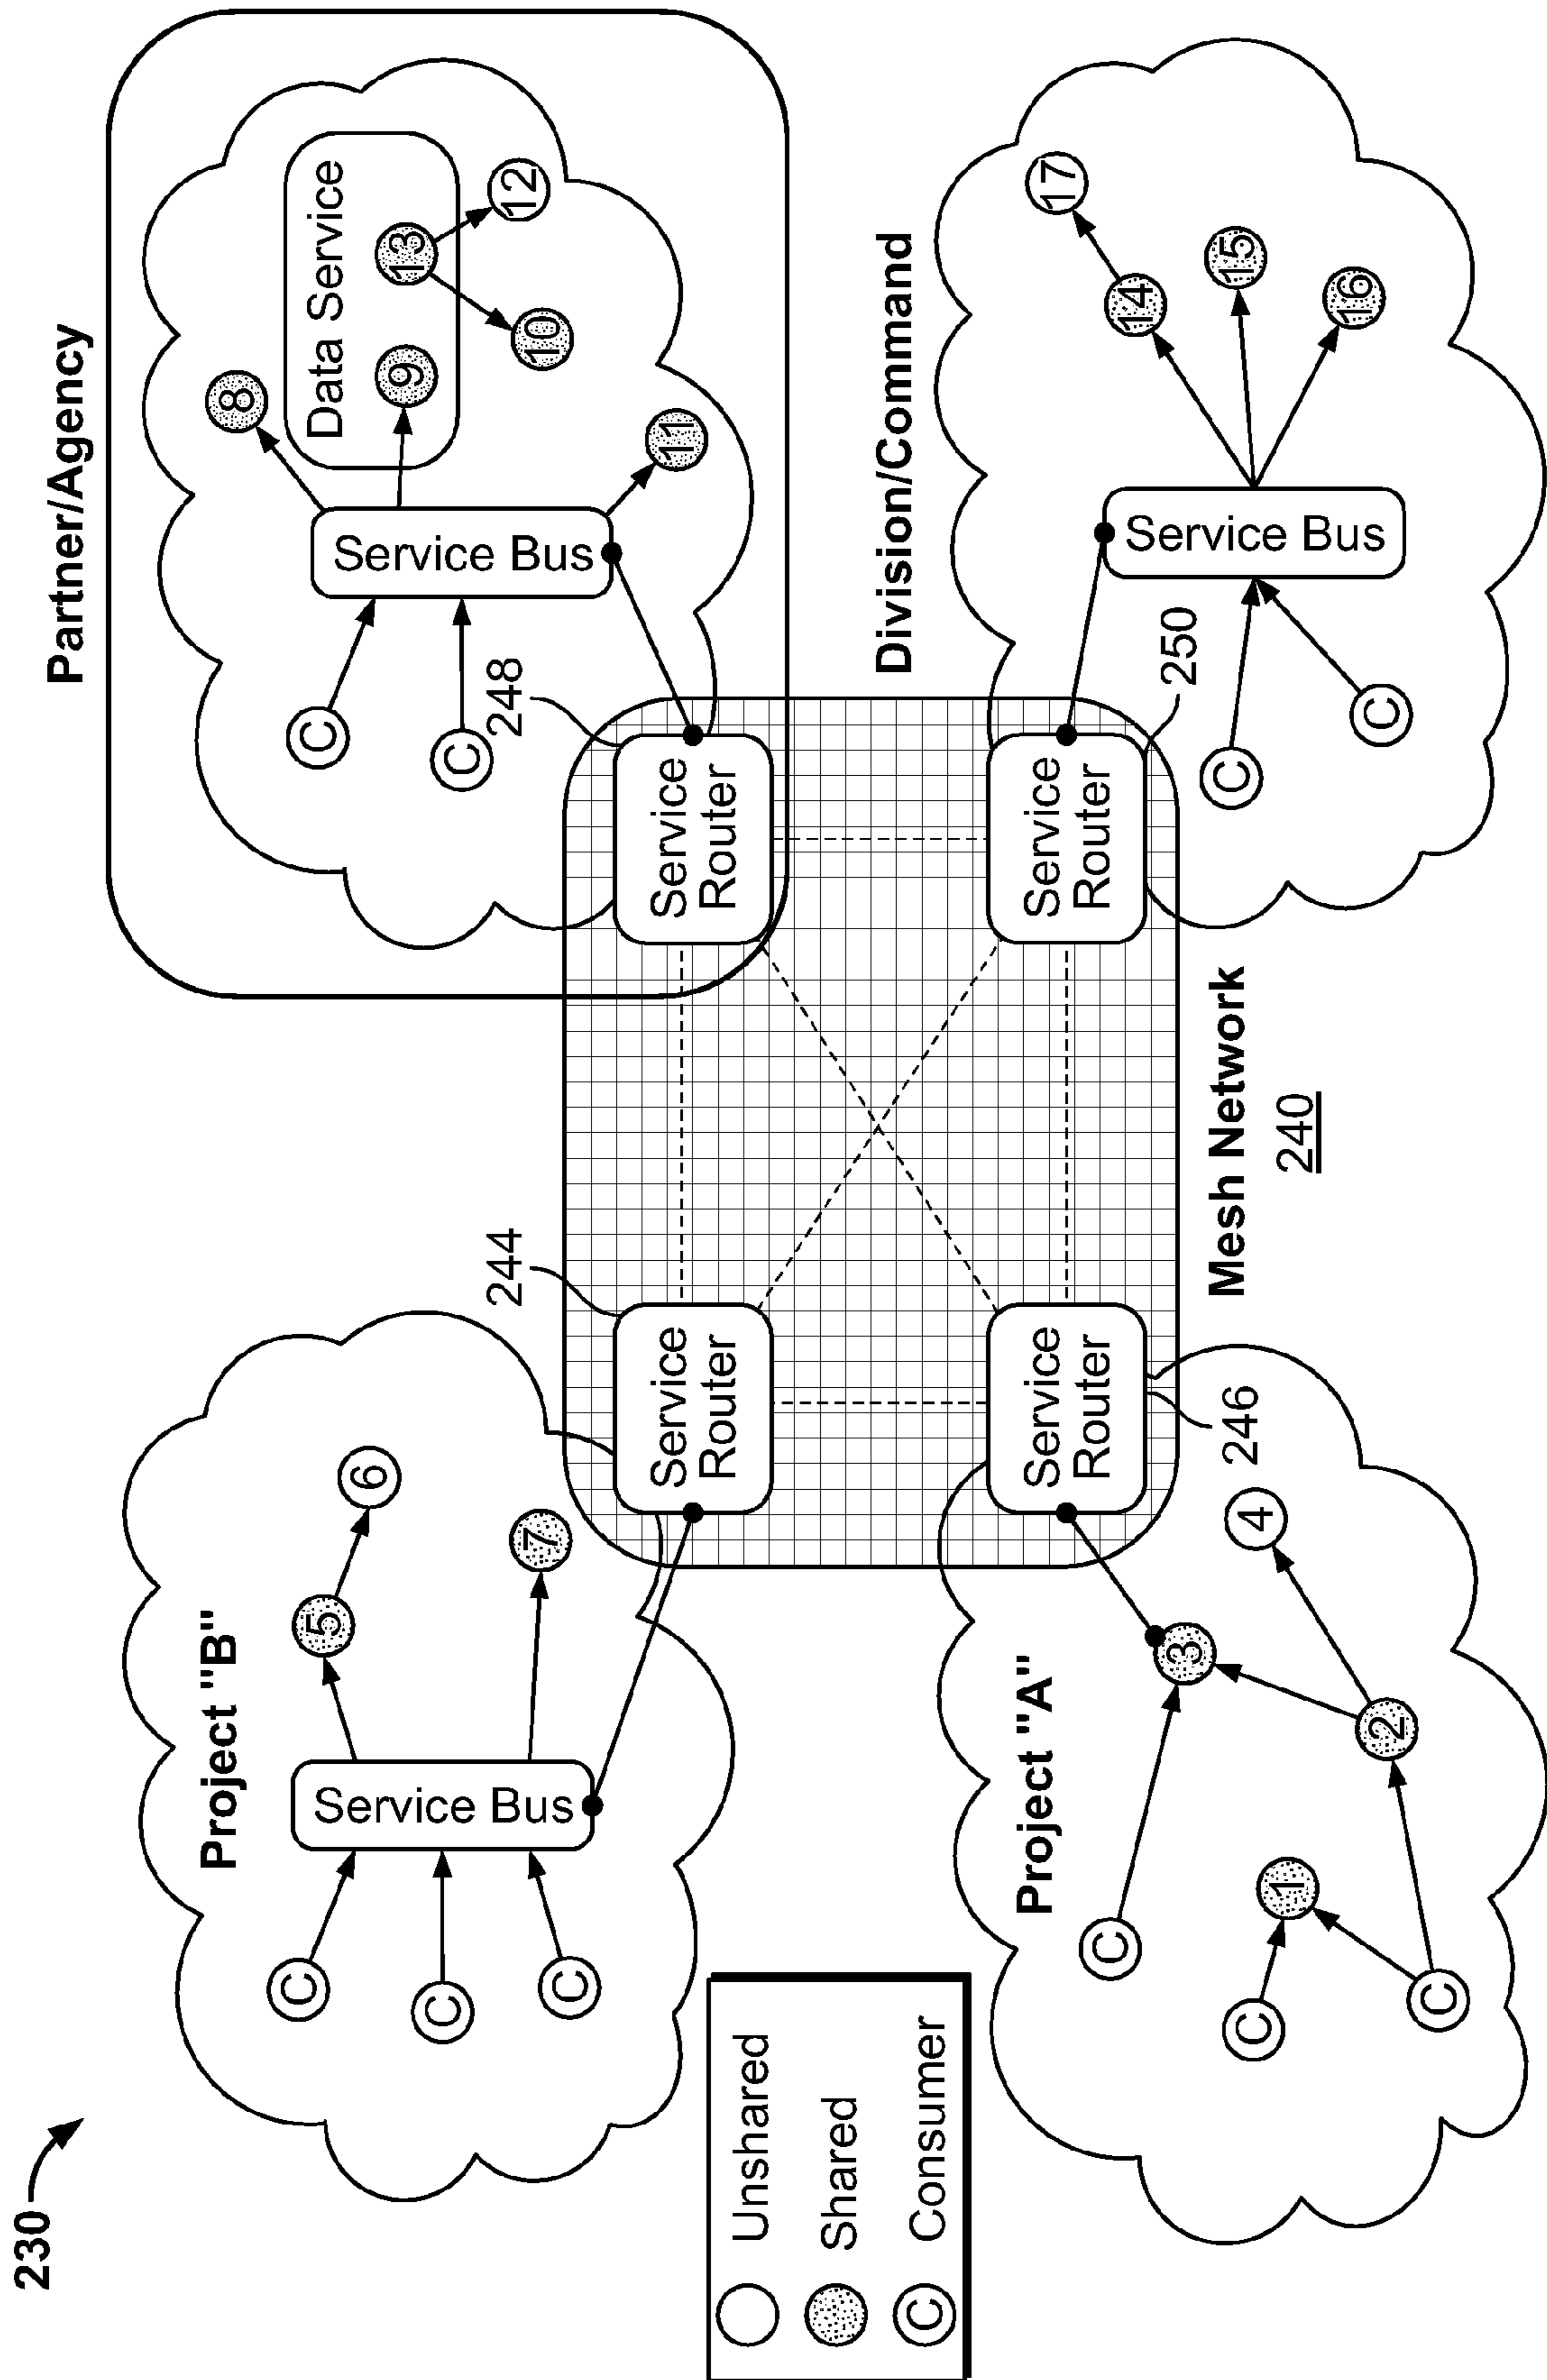 230
Project "B"
C
C
C
Service Bus
5
6
7
244
Service
Router
Partner/Agency
C
C
248
Service Bus
8
Data Service
9
13
10
12
11
Service
Router
Unshared
Shared
C Consumer
Project "A"
C
C
C
1
2
3
4
246
Service
Router
Mesh Network
240
Division/Command
Service
Router
250
C
C
Service Bus
14
17
15
16